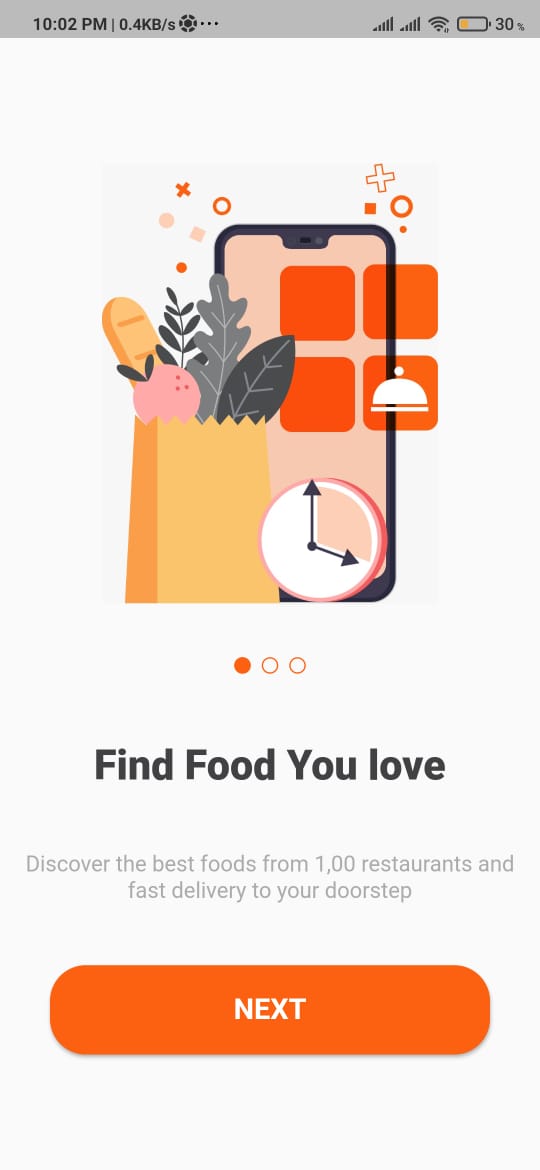 10:02 PM | 0.4KB/s ... 30 %
Find Food You love
Discover the best foods from 1,00 restaurants and
fast delivery to your doorstep
NEXT